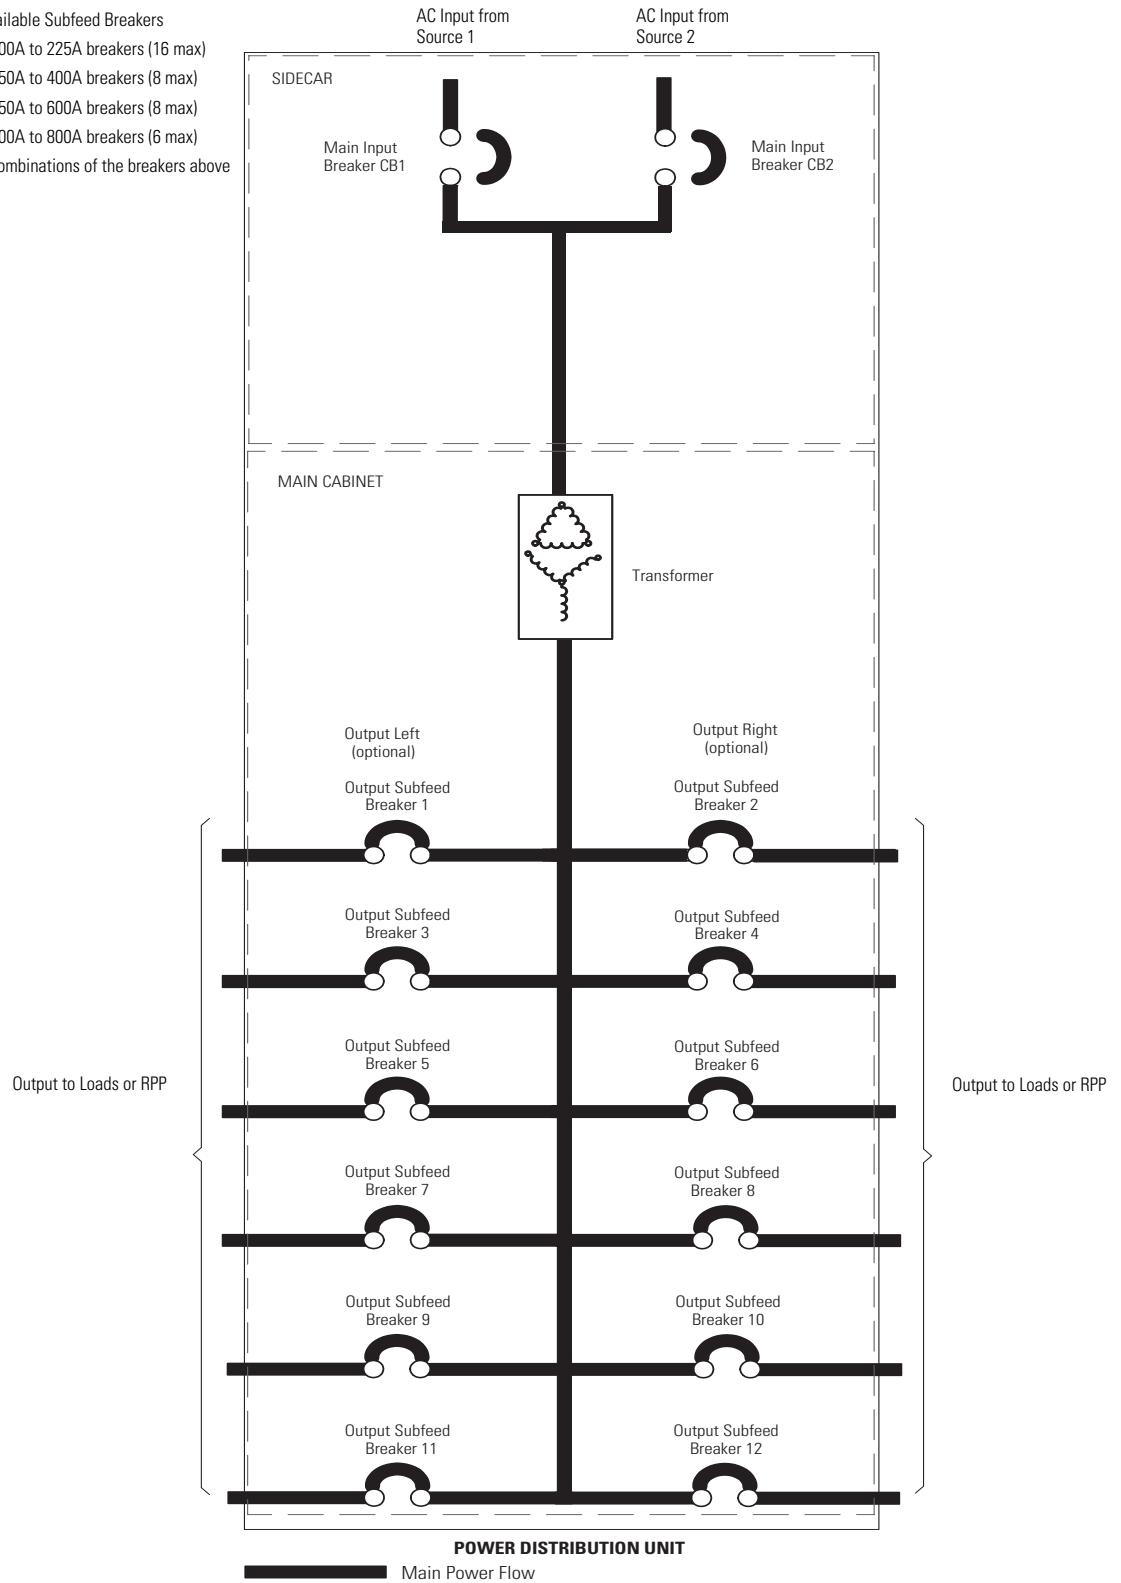 ailable Subfeed Breakers
00A to 225A breakers (16 max)
50A to 400A breakers (8 max)
50A to 600A breakers (8 max)
00A to 800A breakers (6 max)
ombinations of the breakers above
AC Input from
Source 1
AC Input from
Source 2
SIDECAR
Main Input
Breaker CB1
Main Input
Breaker CB2
MAIN CABINET
Transformer
Output Left
(optional)
Output Right
(optional)
Output Subfeed
Breaker 1
Output Subfeed
Breaker 2
Output Subfeed
Breaker 3
Output Subfeed
Breaker 4
Output Subfeed
Breaker 5
Output Subfeed
Breaker 6
Output to Loads or RPP
Output to Loads or RPP
Output Subfeed
Breaker 7
Output Subfeed
Breaker 8
Output Subfeed
Breaker 9
Output Subfeed
Breaker 10
Output Subfeed
Breaker 11
Output Subfeed
Breaker 12
POWER DISTRIBUTION UNIT
Main Power Flow